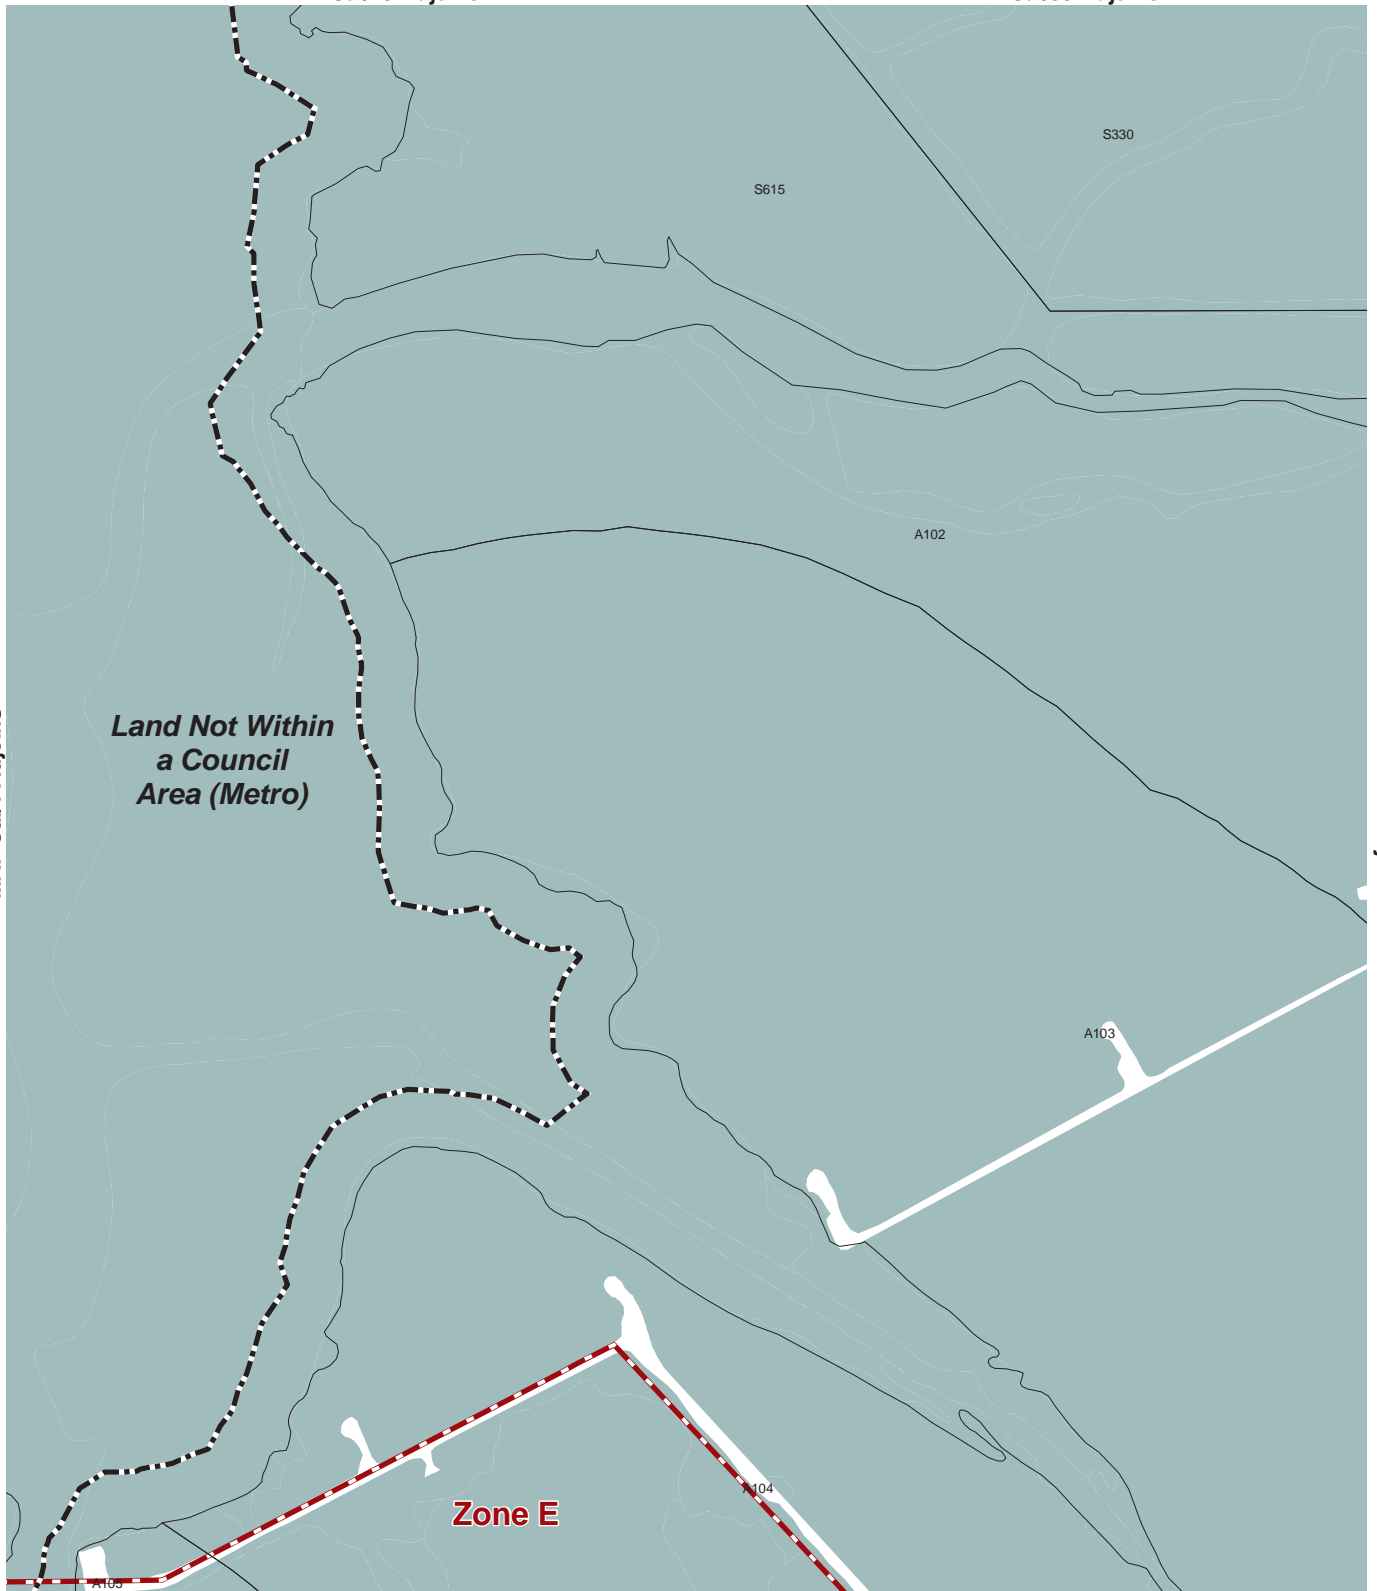 S330
S615
A102
Land Not Within
a Council
Area (Metro)
A103
A104
Zone E
A105